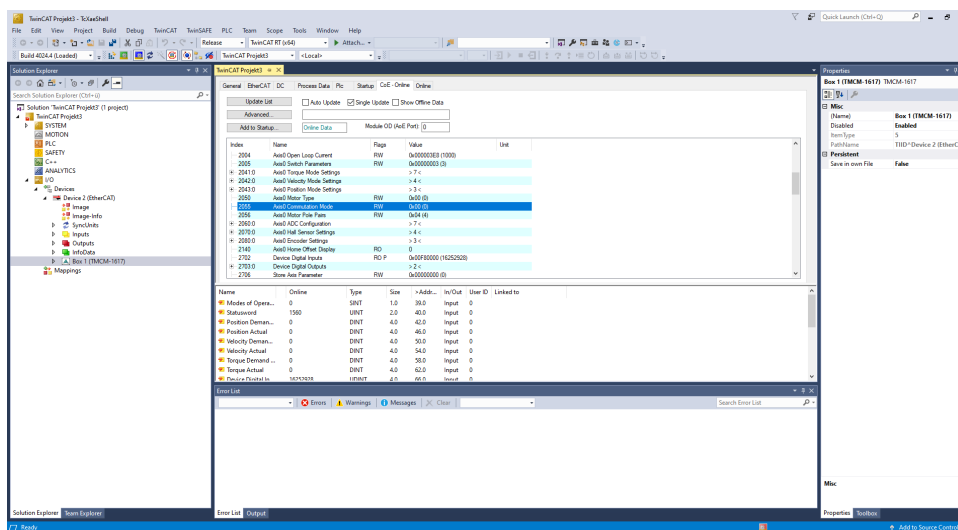 TwinCAT Projekt3 - TcXaeShell
Quick Launch (Ctrl+Q)
File Edit View Project Build Debug TwinCAT TwinSAFE PLC Team Scope Tools Window Help
Release TwinCAT RT (x64) Attach...
Build 4024.4 (Loaded) TwinCAT Projekt3 <Local>
Solution Explorer
Search Solution Explorer (Ctrl+ü)
Solution 'TwinCAT Projekt3' (1 project)
TwinCAT Projekt3
SYSTEM
MOTION
PLC
SAFETY
C++
ANALYTICS
I/O
Devices
Device 2 (EtherCAT)
Image
Image-Info
SyncUnits
Inputs
Outputs
InfoData
Box 1 (TMCM-1617)
Mappings
Solution Explorer Team Explorer
TwinCAT Projekt3
General EtherCAT DC Process Data Plc Startup CoE - Online Online
Update List Auto Update Single Update Show Offline Data
Advanced...
Add to Startup... Online Data Module OD (AoE Port): 0
Index Name Flags Value Unit
2004 Axis0 Open Loop Current RW 0x000003E8 (1000)
2005 Axis0 Switch Parameters RW 0x00000003 (3)
2041:0 Axis0 Torque Mode Settings > 7 <
2042:0 Axis0 Velocity Mode Settings > 4 <
2043:0 Axis0 Position Mode Settings > 3 <
2050 Axis0 Motor Type RW 0x00 (0)
2055 Axis0 Commutation Mode RW 0x00 (0)
2056 Axis0 Motor Pole Pairs RW 0x04 (4)
2060:0 Axis0 ADC Configuration > 7 <
2070:0 Axis0 Hall Sensor Settings > 4 <
2080:0 Axis0 Encoder Settings > 3 <
2140 Axis0 Home Offset Display RO 0
2702 Device Digital Inputs RO P 0x00F80000 (16252928)
2703:0 Device Digital Outputs > 2 <
2706 Store Axis Parameter RW 0x00000000 (0)
Name Online Type Size >Addr... In/Out User ID Linked to
Modes of Opera... 0 SINT 1.0 39.0 Input 0
Statusword 1560 UINT 2.0 40.0 Input 0
Position Deman... 0 DINT 4.0 42.0 Input 0
Position Actual 0 DINT 4.0 46.0 Input 0
Velocity Deman... 0 DINT 4.0 50.0 Input 0
Velocity Actual 0 DINT 4.0 54.0 Input 0
Torque Demand ... 0 DINT 4.0 58.0 Input 0
Torque Actual 0 DINT 4.0 62.0 Input 0
Device Digital In... 16252928 UDINT 4.0 66.0 Input 0
Error List
Errors Warnings Messages Clear Search Error List
Error List Output
Properties
Box 1 (TMCM-1617) TMCM-1617
Misc
(Name) Box 1 (TMCM-1617)
Disabled Enabled
ItemType 5
PathName TIID^Device 2 (EtherC
Persistent
Save in own File False
Misc
Properties Toolbox
Ready Add to Source Control